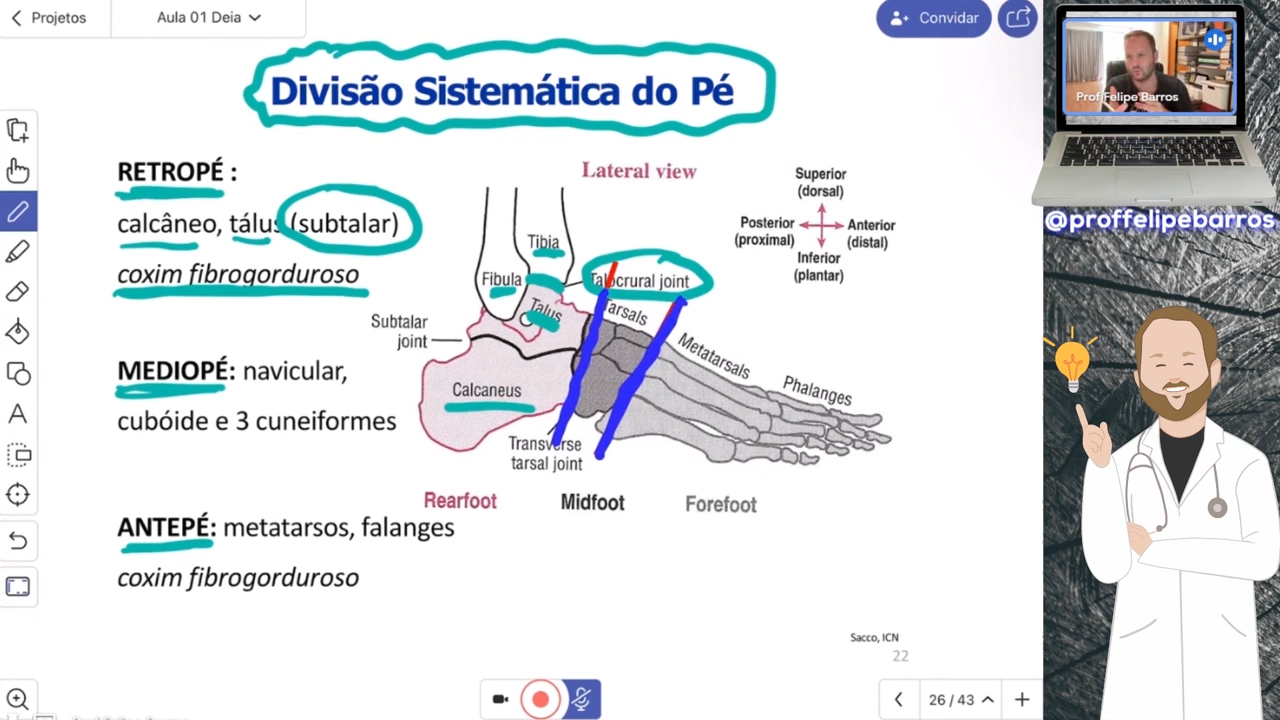 Projetos
Aula 01 Deia
Convidar
Divisão Sistemática do Pé
Prof Felipe Barros
@proffelipebarros
RETROPÉ :
calcâneo, tálus (subtalar)
coxim fibrogorduroso
MEDIOPÉ: navicular,
cubóide e 3 cuneiformes
ANTEPÉ: metatarsos, falanges
coxim fibrogorduroso
Lateral view
Superior
(dorsal)
Posterior
(proximal)
Anterior
(distal)
Inferior
(plantar)
Tibia
Fibula
Talocrural joint
Talus
Tarsals
Subtalar
joint
Metatarsals
Phalanges
Calcaneus
Transverse
tarsal joint
Rearfoot
Midfoot
Forefoot
Sacco, ICN
22
26 / 43